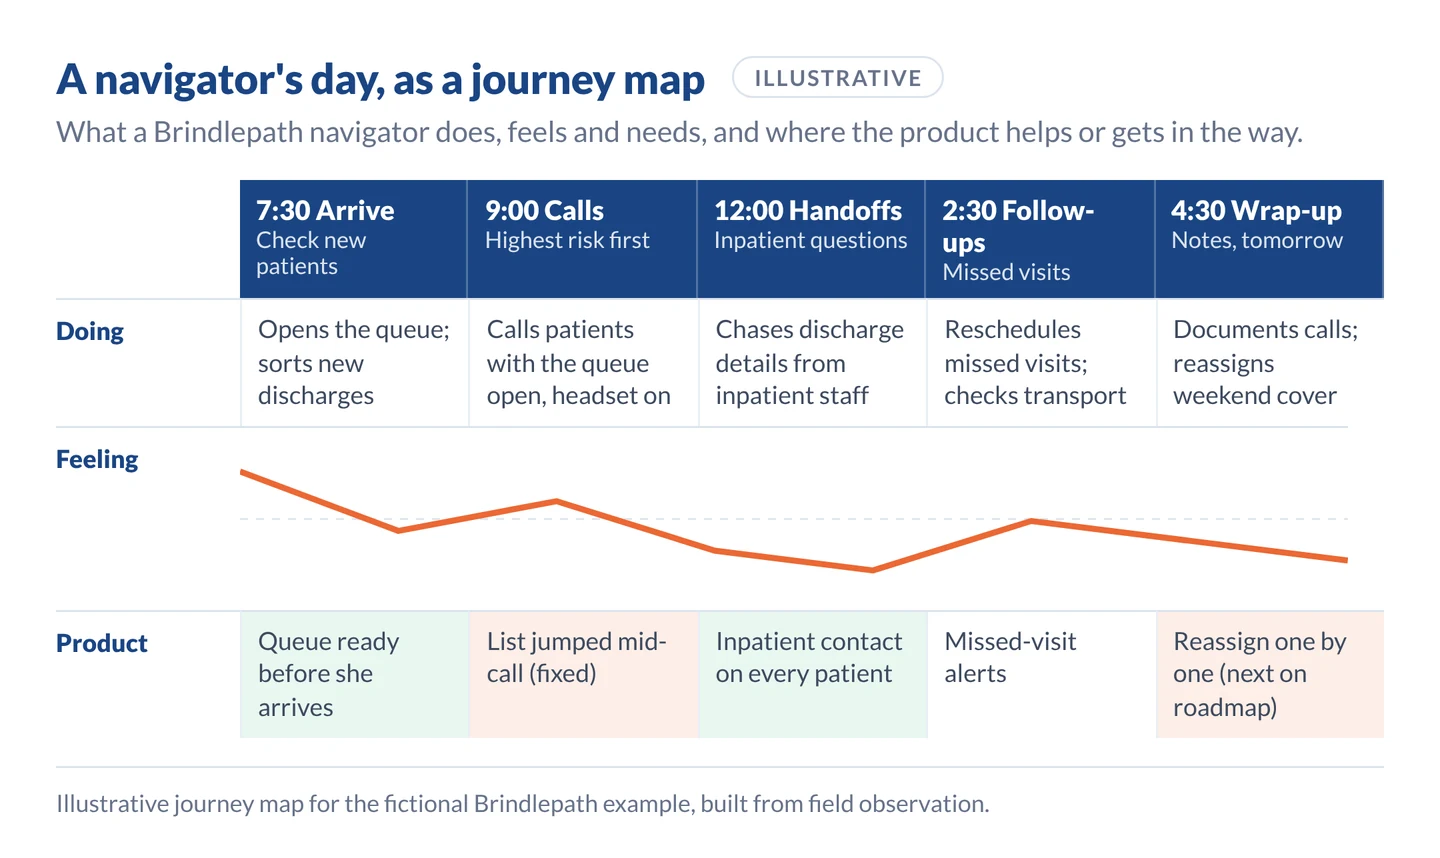 A navigator's day, as a journey map
ILLUSTRATIVE
What a Brindlepath navigator does, feels and needs, and where the product helps or gets in the way.
7:30 Arrive
Check new
patients
9:00 Calls
Highest risk first
12:00 Handoffs
Inpatient questions
2:30 Follow-
ups
Missed visits
4:30 Wrap-up
Notes, tomorrow
Doing
Opens the queue;
sorts new
discharges
Calls patients
with the queue
open, headset on
Chases discharge
details from
inpatient staff
Reschedules
missed visits;
checks transport
Documents calls;
reassigns
weekend cover
Feeling
Product
Queue ready
before she
arrives
List jumped mid-
call (fixed)
Inpatient contact
on every patient
Missed-visit
alerts
Reassign one by
one (next on
roadmap)
Illustrative journey map for the fictional Brindlepath example, built from field observation.